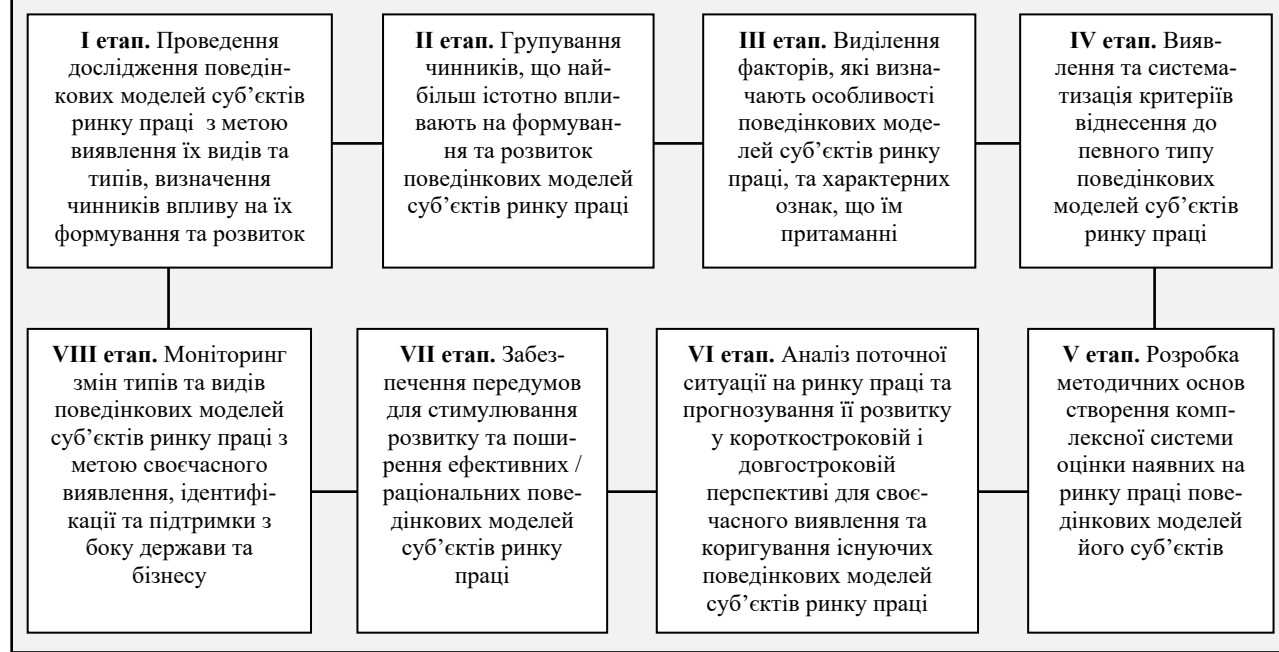 I етап. Проведення
дослідження поведін-
кових моделей суб’єктів
ринку праці з метою
виявлення їх видів та
типів, визначення
чинників впливу на їх
формування та розвиток
II етап. Групування
чинників, що най-
більш істотно впли-
вають на формуван-
ня та розвиток
поведінкових моделей
суб’єктів ринку праці
III етап. Виділення
факторів, які визна-
чають особливості
поведінкових моде-
лей суб’єктів ринку
праці, та характерних
ознак, що їм
притаманні
IV етап. Вияв-
лення та система-
тизація критеріїв
віднесення до
певного типу
поведінкових
моделей суб’єктів
ринку праці
VIII етап. Моніторинг
змін типів та видів
поведінкових моделей
суб’єктів ринку праці з
метою своєчасного
виявлення, ідентифі-
кації та підтримки з
боку держави та
бізнесу
VII етап. Забез-
печення передумов
для стимулювання
розвитку та поши-
рення ефективних /
раціональних пове-
дінкових моделей
суб’єктів ринку
праці
VI етап. Аналіз поточної
ситуації на ринку праці та
прогнозування її розвитку
у короткостроковій і
довгостроковій
перспективі для своє-
часного виявлення та
коригування існуючих
поведінкових моделей
суб’єктів ринку праці
V етап. Розробка
методичних основ
створення комп-
лексної системи
оцінки наявних на
ринку праці пове-
дінкових моделей
його суб’єктів